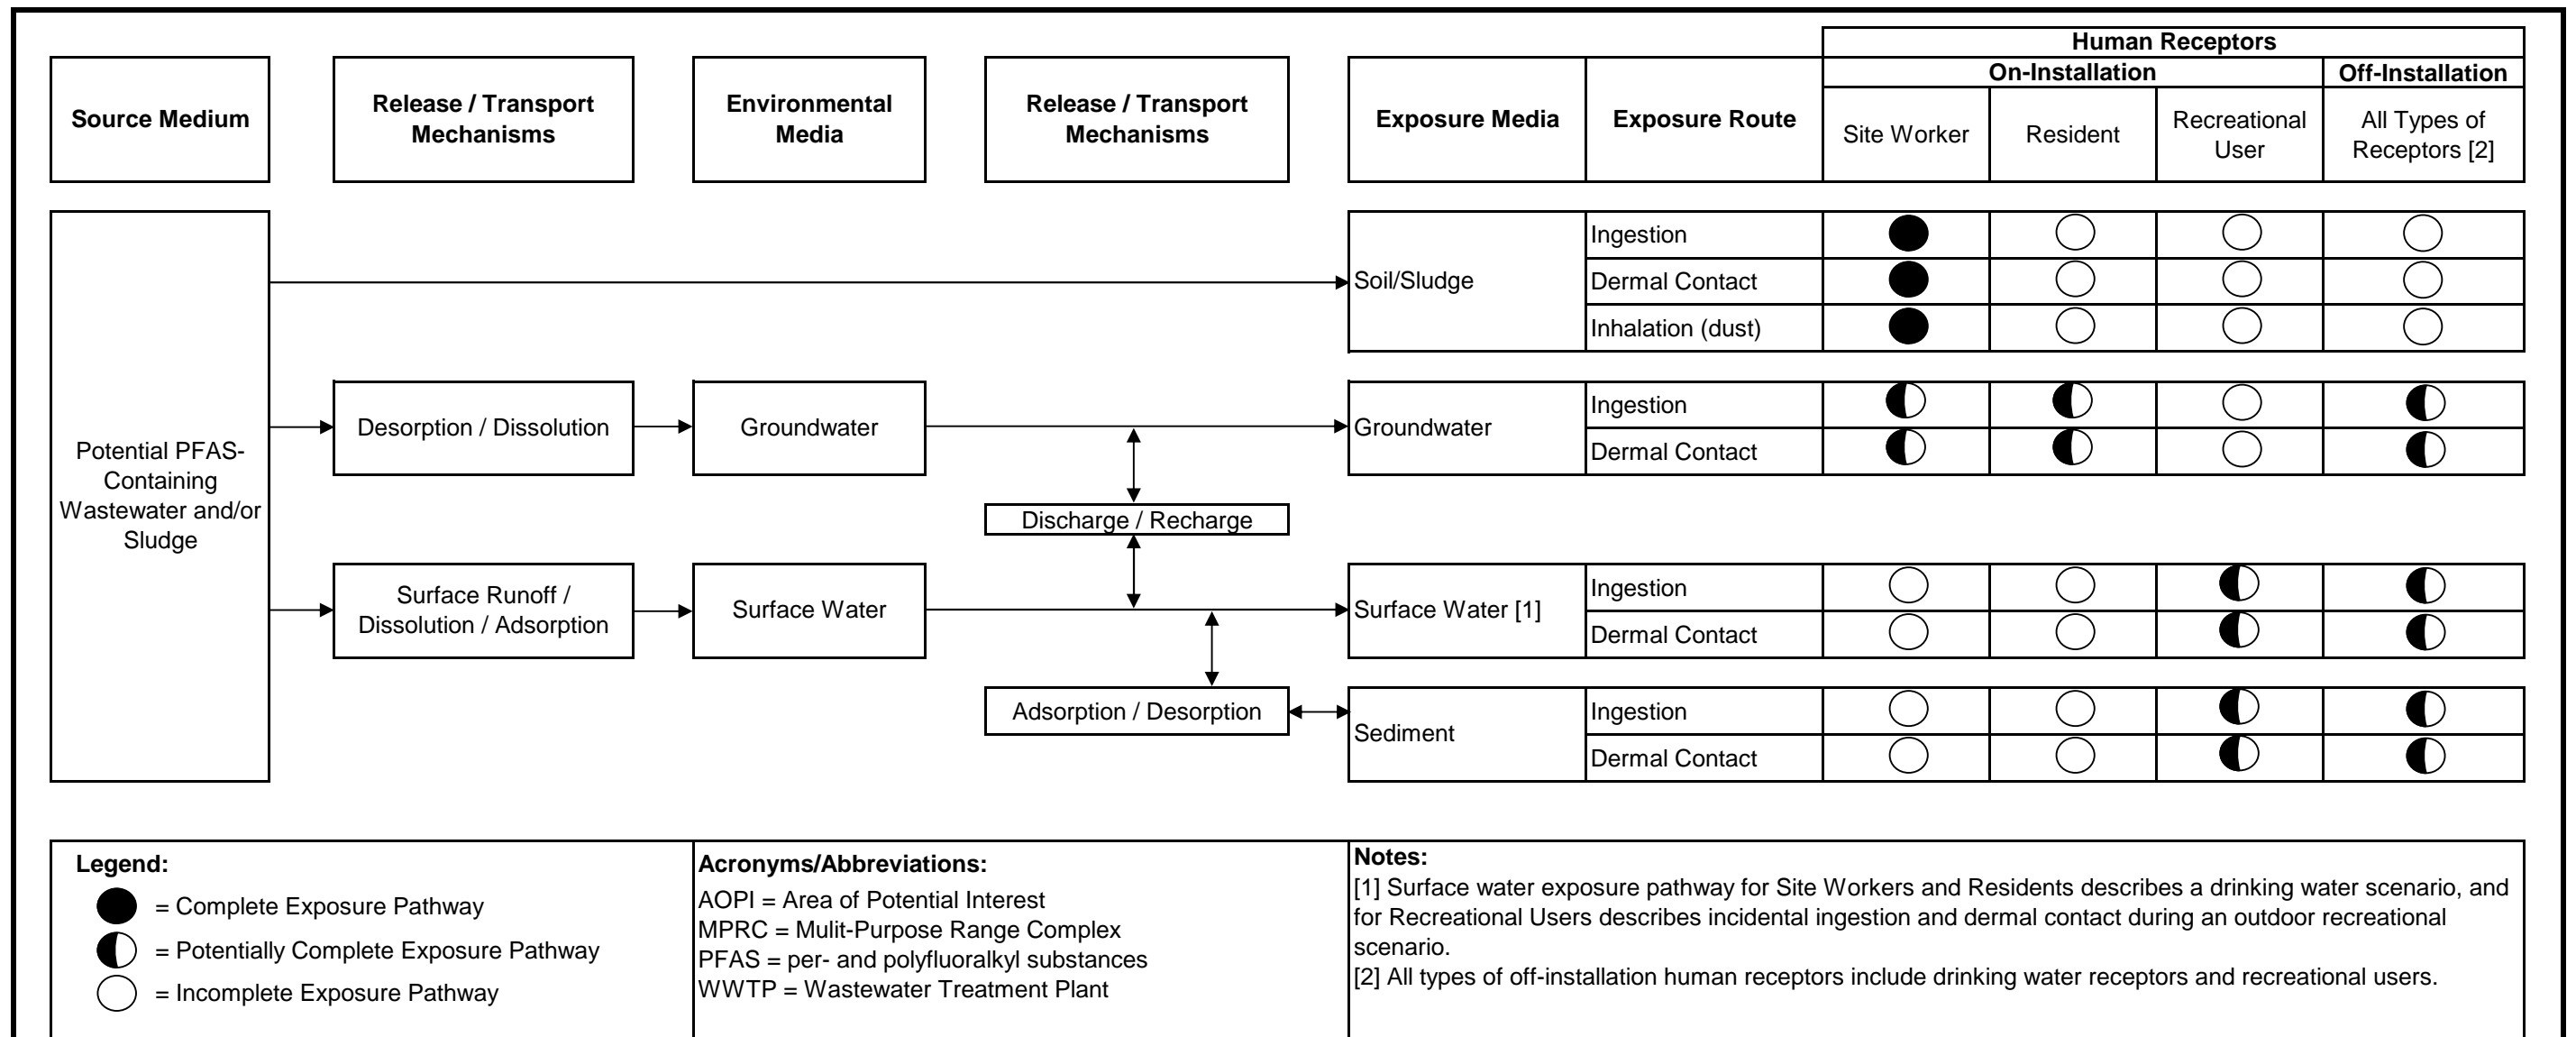 Human Receptors
On-Installation
Off-Installation
Source Medium
Release / Transport
Mechanisms
Environmental
Media
Release / Transport
Mechanisms
Exposure Media
Exposure Route
Site Worker
Resident
Recreational
User
All Types of
Receptors [2]
Potential PFAS-
Containing
Wastewater and/or
Sludge
Soil/Sludge
Ingestion
Dermal Contact
Inhalation (dust)
Desorption / Dissolution
Groundwater
Groundwater
Ingestion
Dermal Contact
Discharge / Recharge
Surface Runoff /
Dissolution / Adsorption
Surface Water
Surface Water [1]
Ingestion
Dermal Contact
Adsorption / Desorption
Sediment
Ingestion
Dermal Contact
Legend:
= Complete Exposure Pathway
= Potentially Complete Exposure Pathway
= Incomplete Exposure Pathway
Acronyms/Abbreviations:
AOPI = Area of Potential Interest
MPRC = Mulit-Purpose Range Complex
PFAS = per- and polyfluoralkyl substances
WWTP = Wastewater Treatment Plant
Notes:
[1] Surface water exposure pathway for Site Workers and Residents describes a drinking water scenario, and
for Recreational Users describes incidental ingestion and dermal contact during an outdoor recreational
scenario.
[2] All types of off-installation human receptors include drinking water receptors and recreational users.